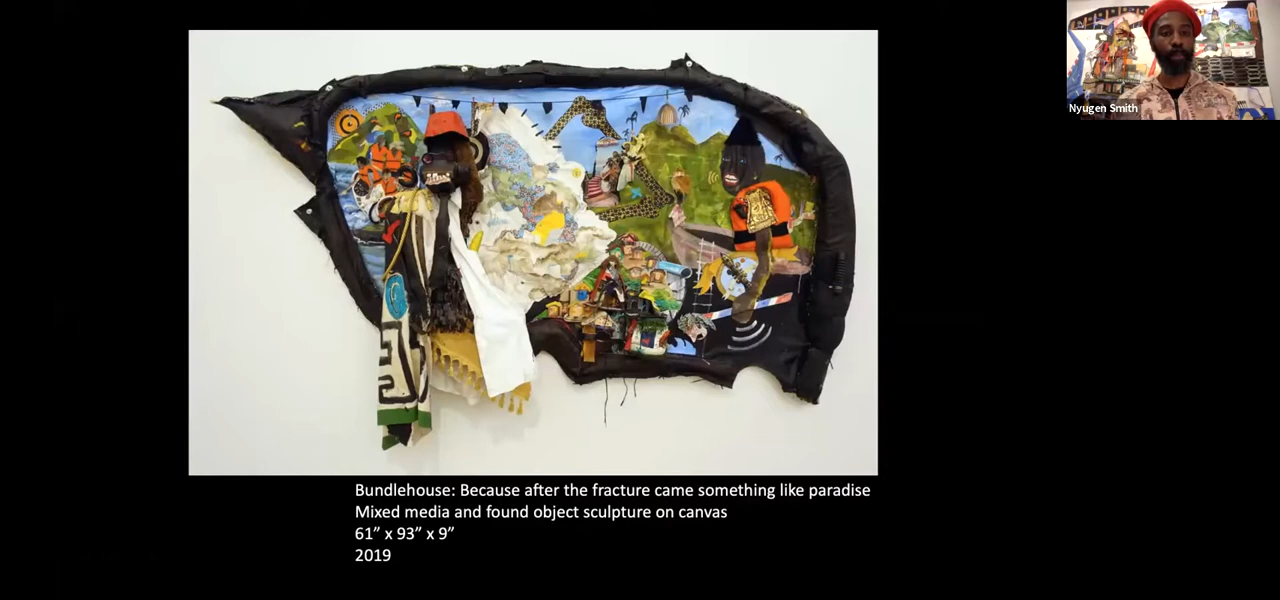 Nyugen Smith
Bundlehouse: Because after the fracture came something like paradise
Mixed media and found object sculpture on canvas
61” x 93” x 9”
2019